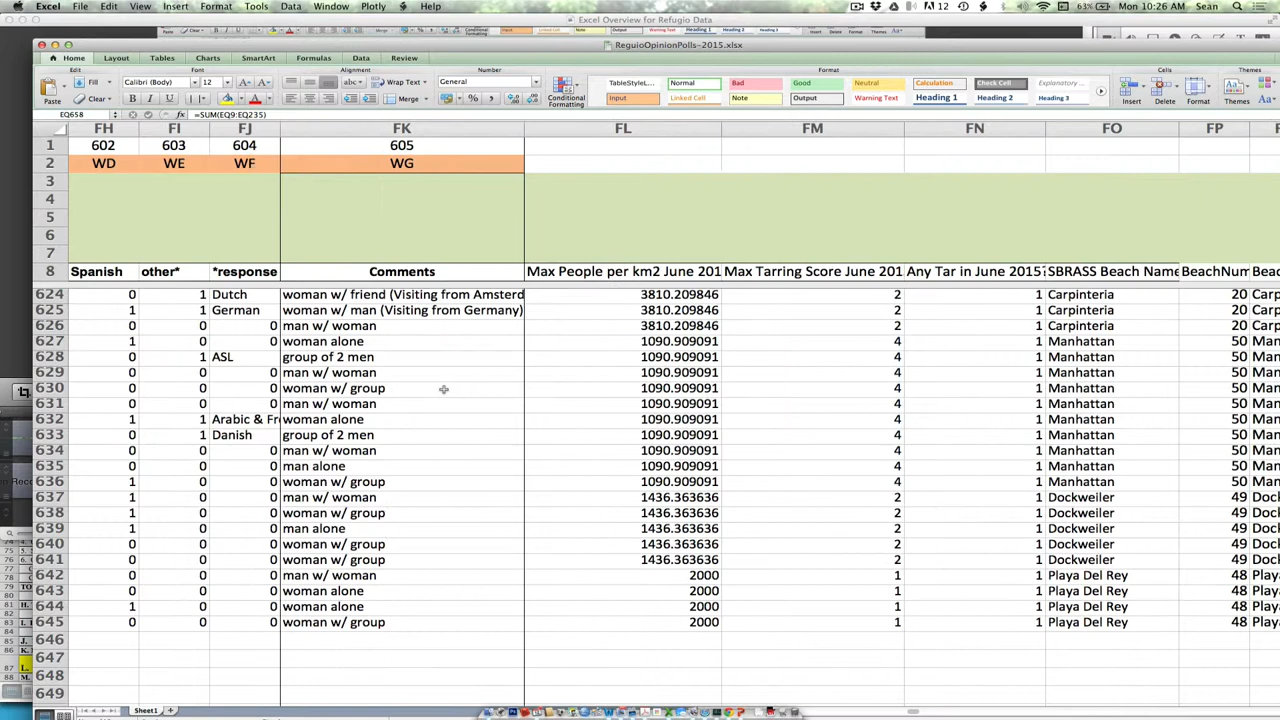 Excel File Edit View Insert Format Tools Data Window Plotly Help 12 63% Mon 10:26 AM Sean
Excel Overview for Refugio Data
ReguioOpinionPolls-2015.xlsx
Home Layout Tables Charts SmartArt Formulas Data Review
Edit Font Alignment Number Format Cells Themes
Paste Fill Clear Calibri (Body) 12 B I U A abc Wrap Text Merge General % Conditional Formatting TableStyleL... Normal Bad Good Neutral Calculation Check Cell Explanatory ... Insert Delete Format Themes Aa
Input Linked Cell Note Output Warning Text Heading 1 Heading 2 Heading 3
EQ658 =SUM(EQ9:EQ235)
FH FI FJ FK FL FM FN FO FP
1 602 603 604 605
2 WD WE WF WG
3
4
5
6
7
8 Spanish other* *response Comments Max People per km2 June 201 Max Tarring Score June 201 Any Tar in June 2015? SBRASS Beach Name BeachNum Beac
624 0 1 Dutch woman w/ friend (Visiting from Amsterd 3810.209846 2 1 Carpinteria 20 Carp
625 1 1 German woman w/ man (Visiting from Germany) 3810.209846 2 1 Carpinteria 20 Carp
626 0 0 0 man w/ woman 3810.209846 2 1 Carpinteria 20 Carp
627 1 0 0 woman alone 1090.909091 4 1 Manhattan 50 Man
628 0 1 ASL group of 2 men 1090.909091 4 1 Manhattan 50 Man
629 0 0 0 man w/ woman 1090.909091 4 1 Manhattan 50 Man
630 0 0 0 woman w/ group 1090.909091 4 1 Manhattan 50 Man
631 0 0 0 man w/ woman 1090.909091 4 1 Manhattan 50 Man
632 1 1 Arabic & Fr woman alone 1090.909091 4 1 Manhattan 50 Man
633 0 1 Danish group of 2 men 1090.909091 4 1 Manhattan 50 Man
634 0 0 0 man w/ woman 1090.909091 4 1 Manhattan 50 Man
635 0 0 0 man alone 1090.909091 4 1 Manhattan 50 Man
636 1 0 0 woman w/ group 1090.909091 4 1 Manhattan 50 Man
637 1 0 0 man w/ woman 1436.363636 2 1 Dockweiler 49 Doc
638 1 0 0 woman w/ group 1436.363636 2 1 Dockweiler 49 Doc
639 1 0 0 man alone 1436.363636 2 1 Dockweiler 49 Doc
640 0 0 0 woman w/ group 1436.363636 2 1 Dockweiler 49 Doc
641 0 0 0 woman w/ group 1436.363636 2 1 Dockweiler 49 Doc
642 0 0 0 man w/ woman 2000 1 1 Playa Del Rey 48 Play
643 0 0 0 woman alone 2000 1 1 Playa Del Rey 48 Play
644 1 0 0 woman alone 2000 1 1 Playa Del Rey 48 Play
645 0 0 0 woman w/ group 2000 1 1 Playa Del Rey 48 Play
646
647
648
649
Sheet1